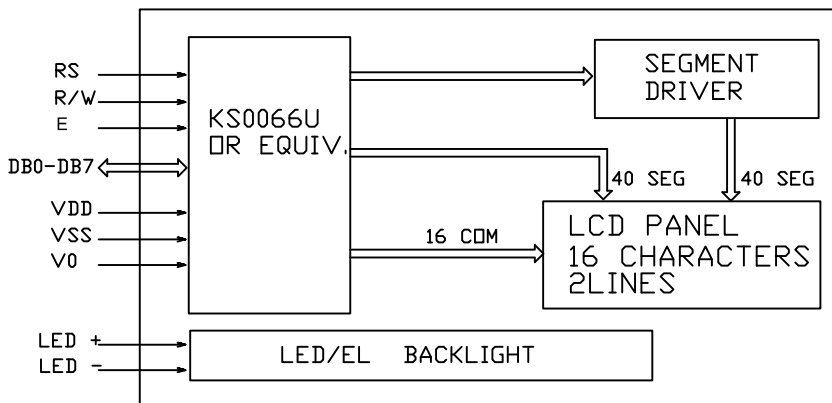 RS
R/W
E
DB0-DB7
VDD
VSS
V0
LED +
LED -
KS0066U
OR EQUIV.
SEGMENT
DRIVER
40 SEG
40 SEG
16 COM
LCD PANEL
16 CHARACTERS
2LINES
LED/EL BACKLIGHT